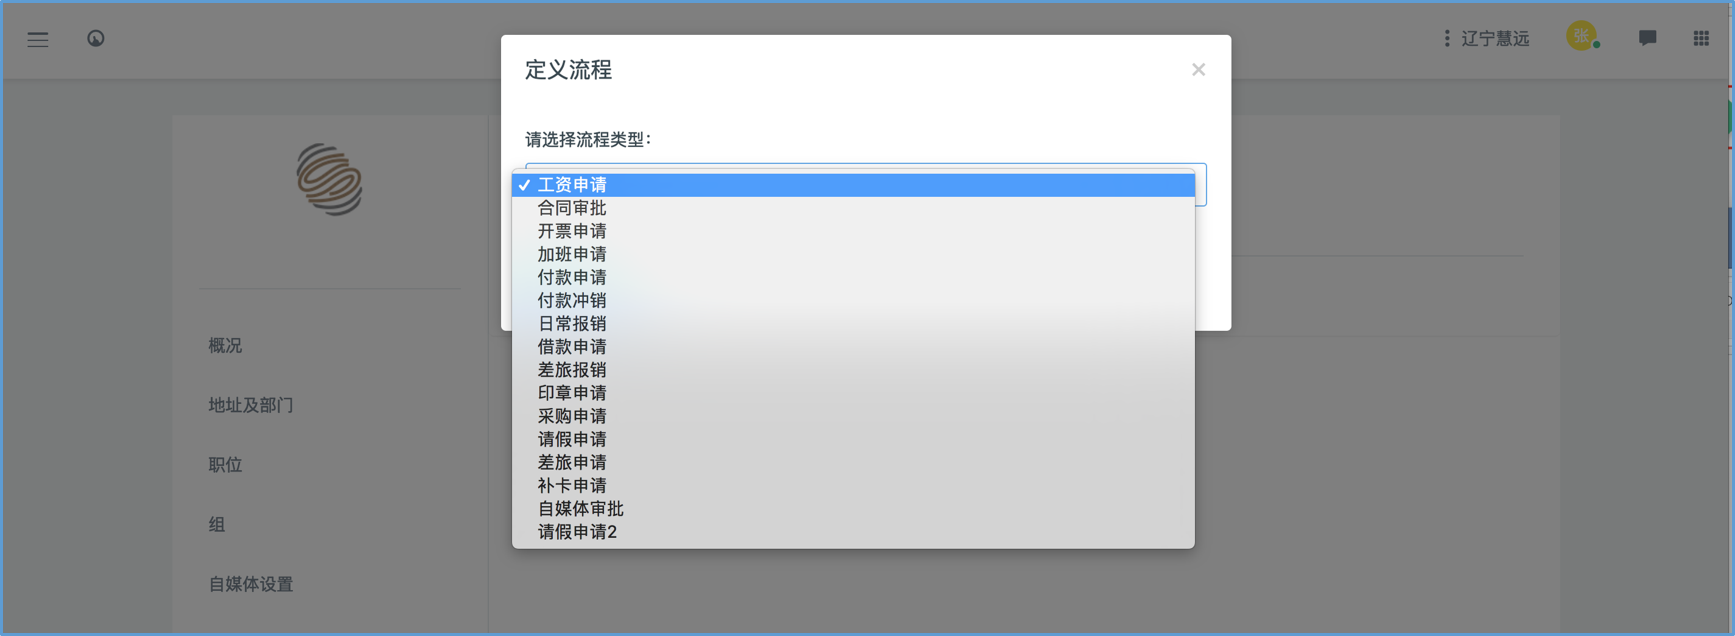 辽宁慧远
张
定义流程
×
请选择流程类型：
✓ 工资申请
合同审批
开票申请
加班申请
付款申请
付款冲销
日常报销
借款申请
差旅报销
印章申请
采购申请
请假申请
差旅申请
补卡申请
自媒体审批
请假申请2
概况
地址及部门
职位
组
自媒体设置